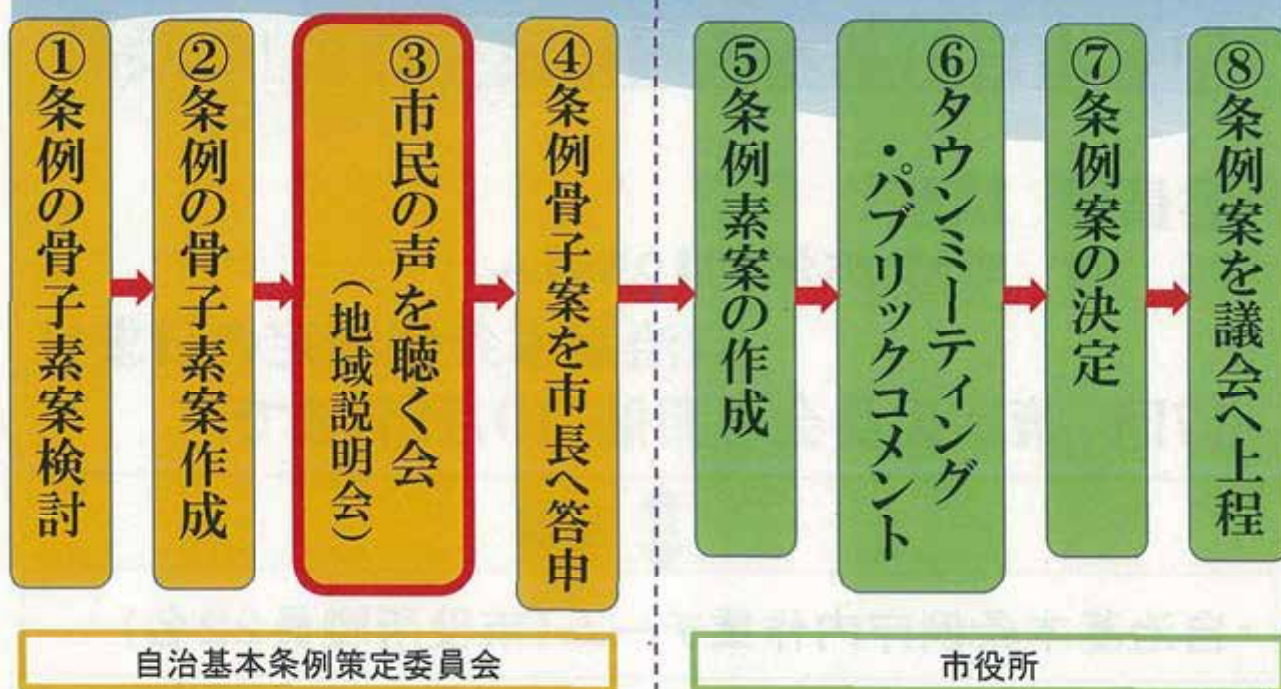 ①条例の骨子素案検討
②条例の骨子素案作成
③市民の声を聴く会
(地域説明会)
④条例骨子案を市長へ答申
⑤条例素案の作成
⑥タウンミーティング
・パブリックコメント
⑦条例案の決定
⑧条例案を議会へ上程
自治基本条例策定委員会
市役所